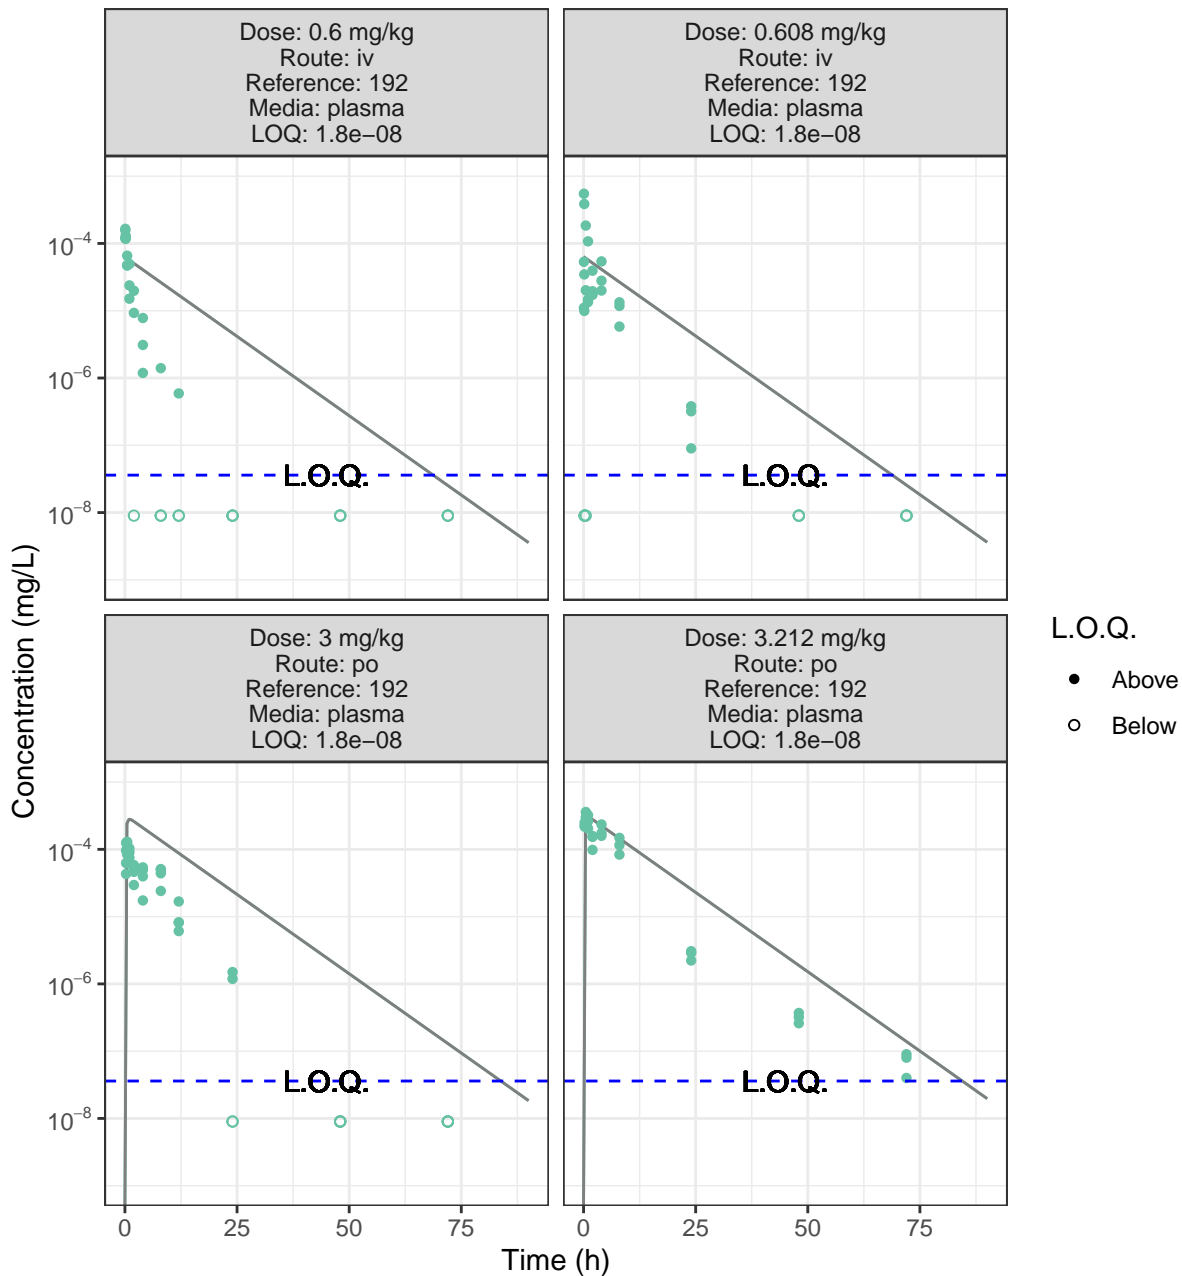 Dose: 0.6 mg/kg
Route: iv
Reference: 192
Media: plasma
LOQ: 1.8e−08
Dose: 0.608 mg/kg
Route: iv
Reference: 192
Media: plasma
LOQ: 1.8e−08
10−4
10−6
10−8
L.O.Q.
L.O.Q.
Dose: 3 mg/kg
Route: po
Reference: 192
Media: plasma
LOQ: 1.8e−08
Dose: 3.212 mg/kg
Route: po
Reference: 192
Media: plasma
LOQ: 1.8e−08
10−4
10−6
10−8
L.O.Q.
L.O.Q.
0 25 50 75
0 25 50 75
Time (h)
Concentration (mg/L)
L.O.Q.
Above
Below